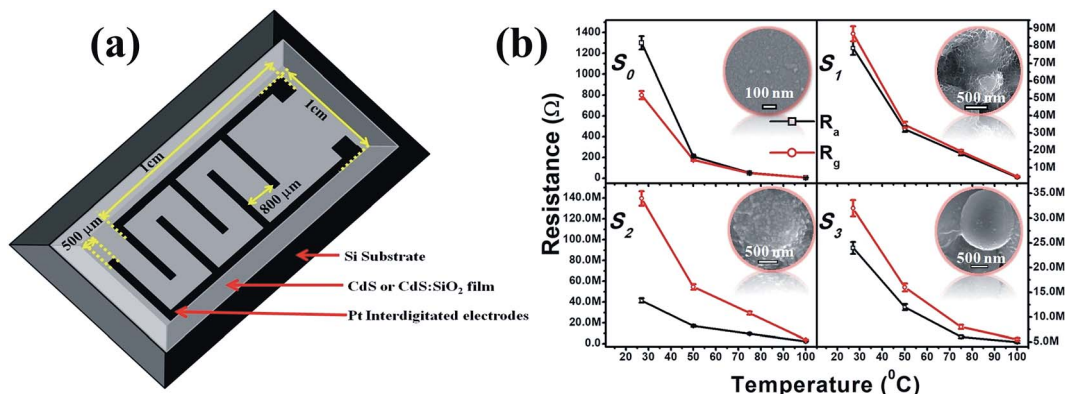 (a)
1cm
1cm
800 μm
500 μm
Si Substrate
CdS or CdS:SiO₂ film
Pt Interdigitated electrodes
(b)
Resistance (Ω)
1400
1200
1000
800
600
400
200
0
S₀
100 nm
S₁
500 nm
Rₐ
R_g
90M
80M
70M
60M
50M
40M
30M
20M
10M
5M
140.0M
120.0M
100.0M
80.0M
60.0M
40.0M
20.0M
0.0
S₂
500 nm
S₃
500 nm
35.0M
30.0M
25.0M
20.0M
15.0M
10.0M
5.0M
20 30 40 50 60 70 80 90 100
20 30 40 50 60 70 80 90 100
Temperature (⁰C)